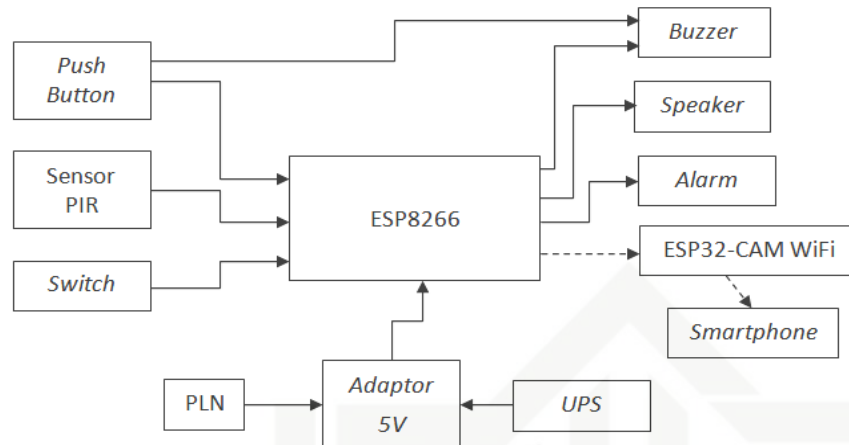 Push
Button
Sensor
PIR
Switch
ESP8266
Buzzer
Speaker
Alarm
ESP32-CAM WiFi
Smartphone
PLN
Adaptor
5V
UPS